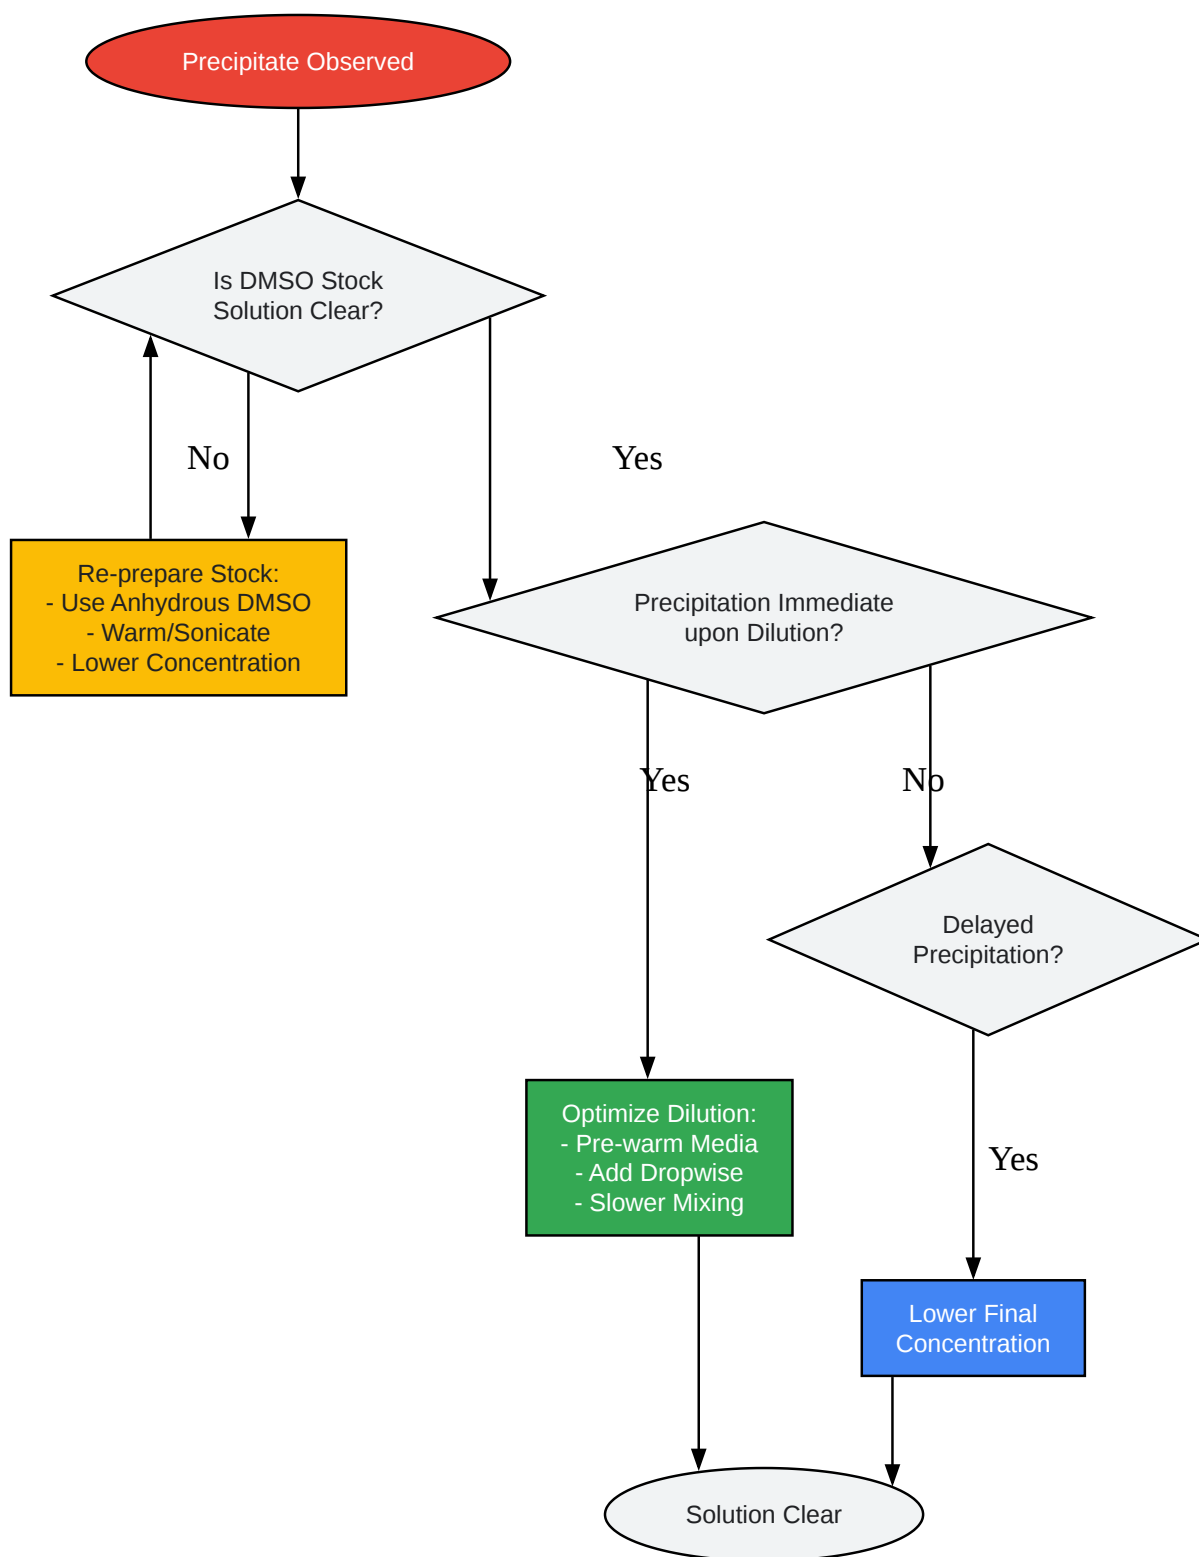 Precipitate Observed
Is DMSO Stock
Solution Clear?
No
Yes
Re-prepare Stock:
- Use Anhydrous DMSO
- Warm/Sonicate
- Lower Concentration
Precipitation Immediate
upon Dilution?
Yes
No
Delayed
Precipitation?
Optimize Dilution:
- Pre-warm Media
- Add Dropwise
- Slower Mixing
Yes
Lower Final
Concentration
Solution Clear